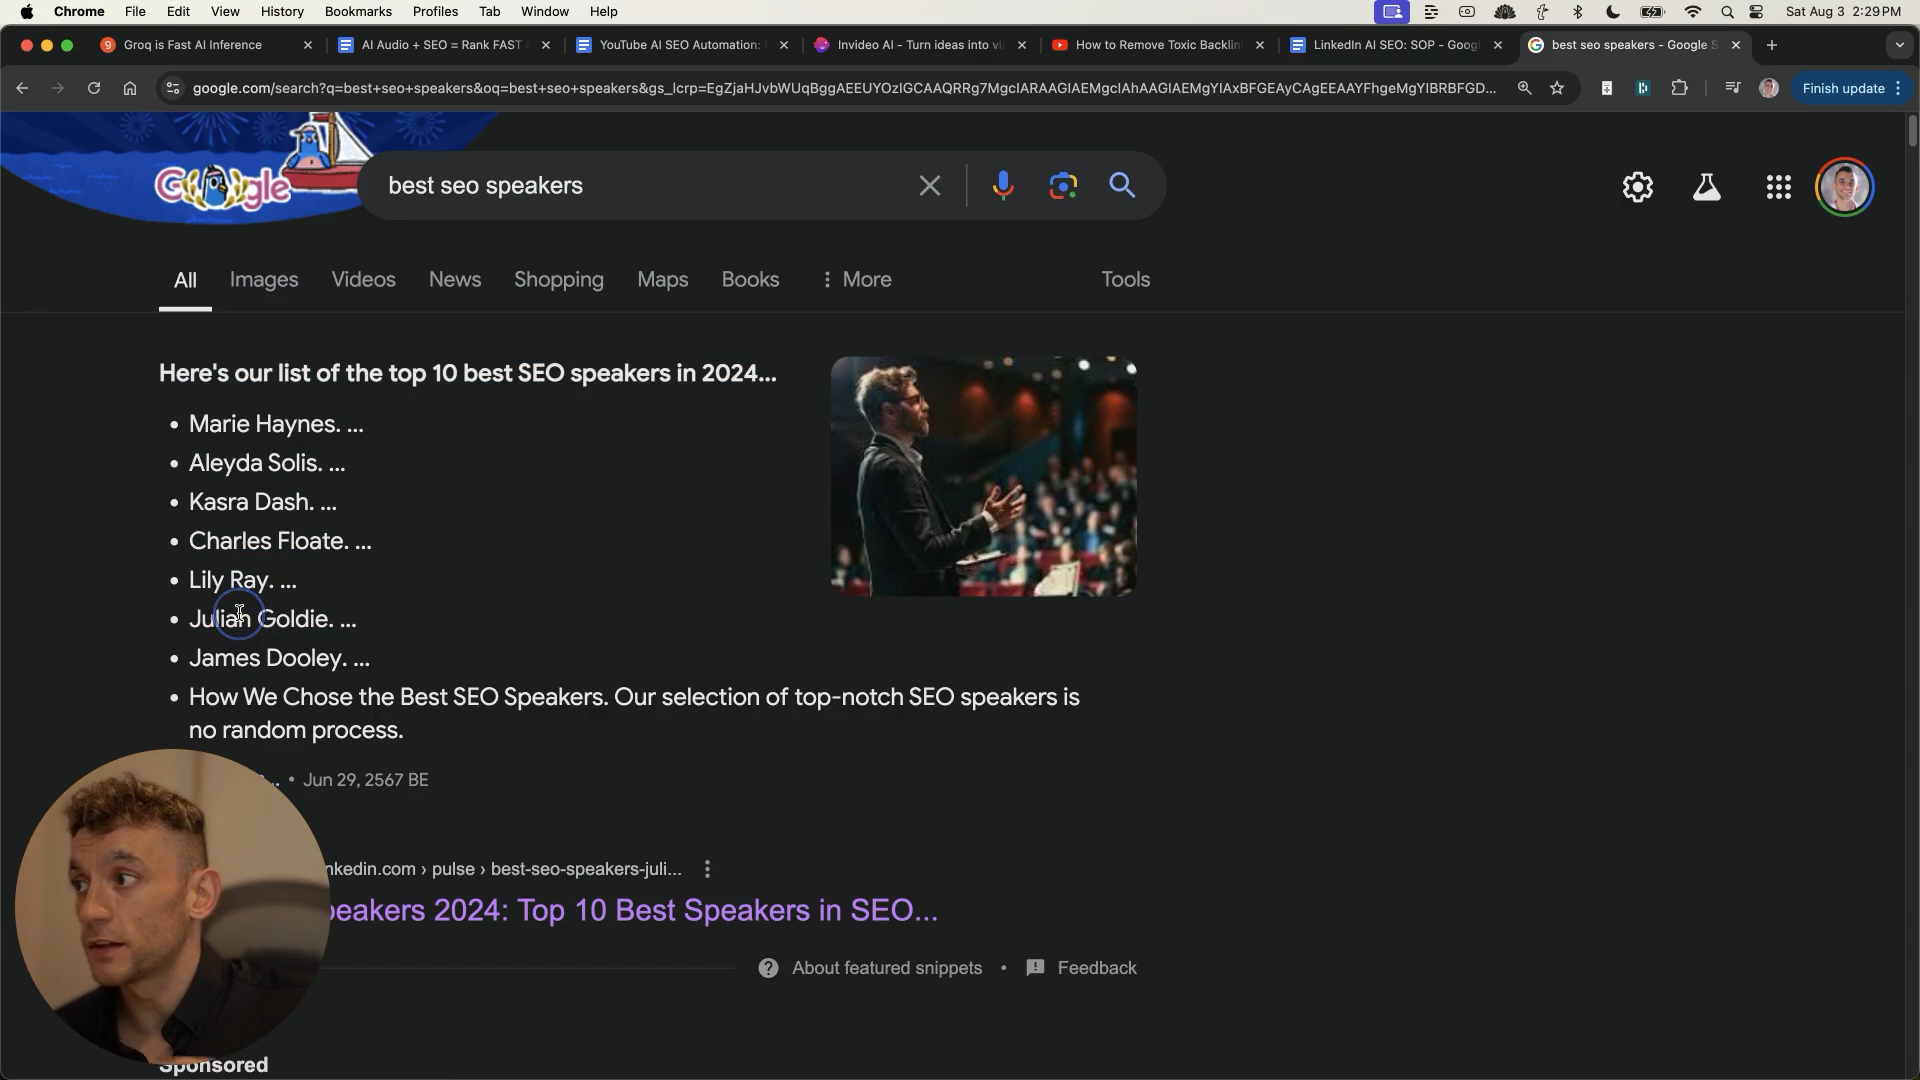 Chrome File Edit View History Bookmarks Profiles Tab Window Help Sat Aug 3 2:29 PM
Groq is Fast AI Inference AI Audio + SEO = Rank FAST YouTube AI SEO Automation: Invideo AI - Turn ideas into vi How to Remove Toxic Backlin LinkedIn AI SEO: SOP - Goog best seo speakers - Google S
google.com/search?q=best+seo+speakers&oq=best+seo+speakers&gs_lcrp=EgZjaHJvbWUqBggAEEUYOzIGCAAQRRg7MgcIARAAGIAEMgcIAhAAGIAEMgYIAxBFGEAyCAgEEAAYFhgeMgYIBRBFGD... Finish update
Google best seo speakers
All Images Videos News Shopping Maps Books More Tools
Here's our list of the top 10 best SEO speakers in 2024...
• Marie Haynes. ...
• Aleyda Solis. ...
• Kasra Dash. ...
• Charles Floate. ...
• Lily Ray. ...
• Julian Goldie. ...
• James Dooley. ...
• How We Chose the Best SEO Speakers. Our selection of top-notch SEO speakers is
no random process.
... • Jun 29, 2567 BE
nkedin.com › pulse › best-seo-speakers-juli...
peakers 2024: Top 10 Best Speakers in SEO...
About featured snippets • Feedback
Sponsored